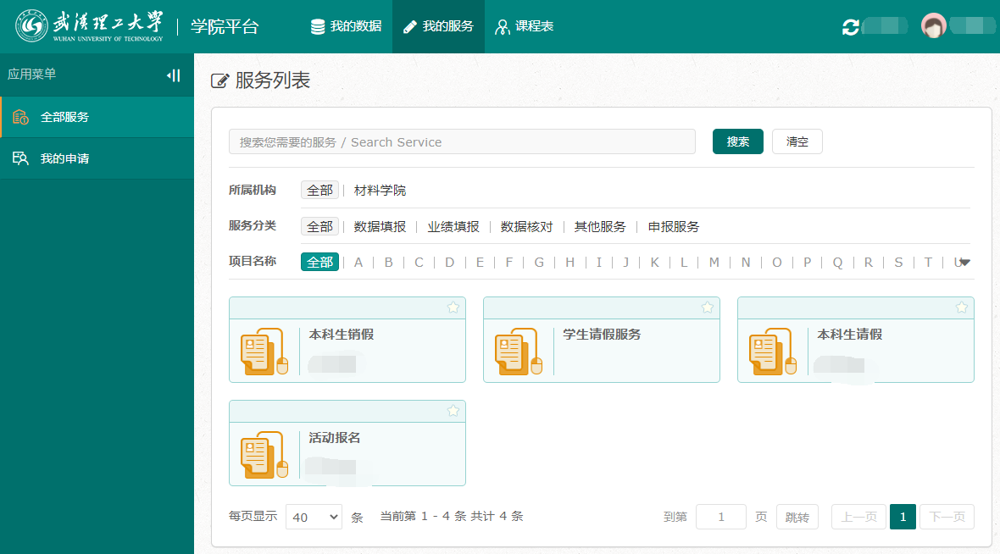 武汉理工大学
WUHAN UNIVERSITY OF TECHNOLOGY
学院平台
我的数据
我的服务
课程表
应用菜单
全部服务
我的申请
服务列表
搜索您需要的服务 / Search Service
搜索
清空
所属机构 全部 材料学院
服务分类 全部 数据填报 业绩填报 数据核对 其他服务 申报服务
项目名称 全部 A B C D E F G H I J K L M N O P Q R S T U
本科生销假
学生请假服务
本科生请假
活动报名
每页显示 40 条 当前第 1 - 4 条 共计 4 条
到第 1 页 跳转 上一页 1 下一页